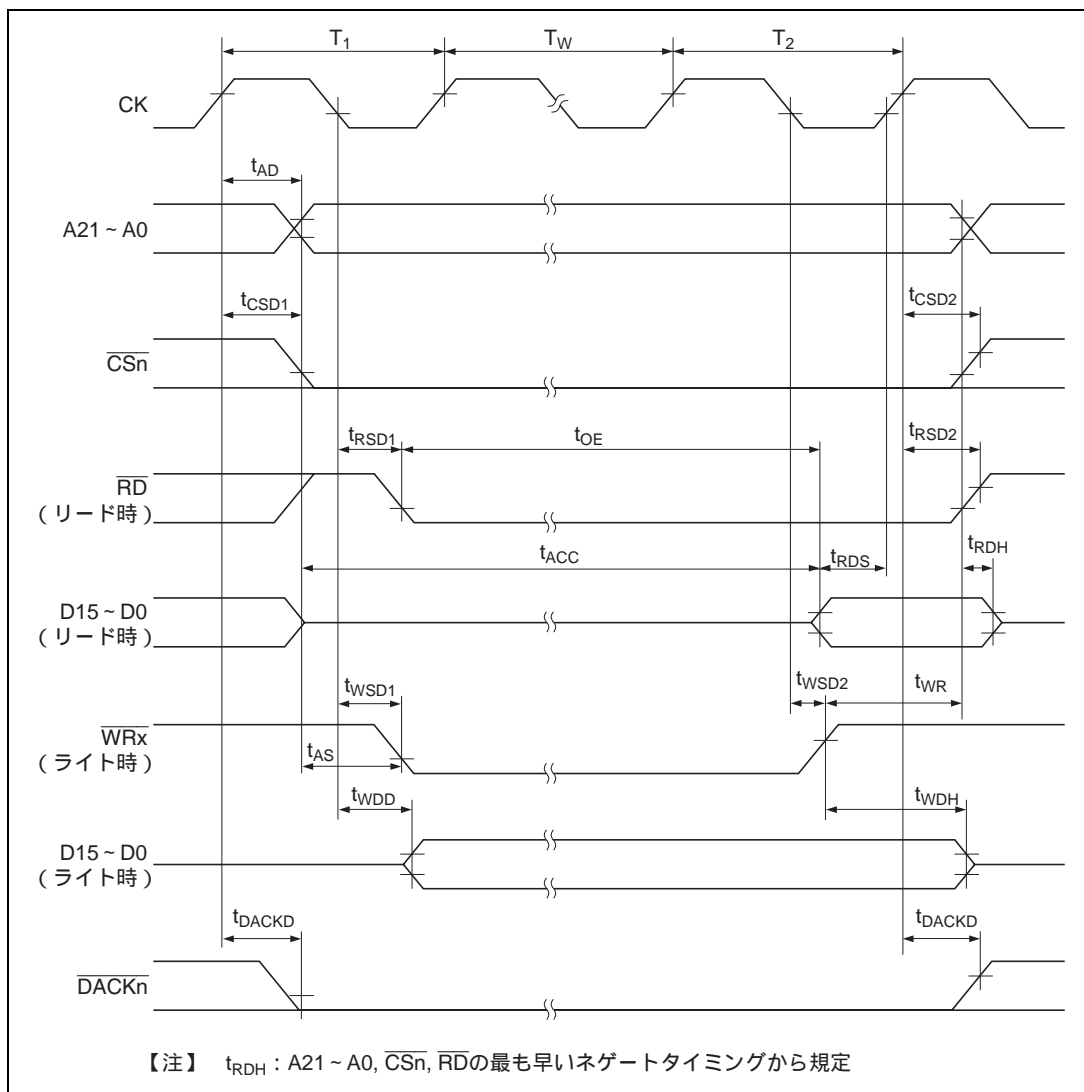 T1 TW T2
CK
tAD
A21 ~ A0
tCSD1 tCSD2
CSn
tRSD1 tOE tRSD2
RD
( リード時 )
tACC tRDS tRDH
D15 ~ D0
( リード時 )
tWSD1 tWSD2 tWR
WRx
( ライト時 )
tAS
tWDD tWDH
D15 ~ D0
( ライト時 )
tDACKD tDACKD
DACKn
【注】 tRDH : A21 ~ A0, CSn, RDの最も早いネゲートタイミングから規定